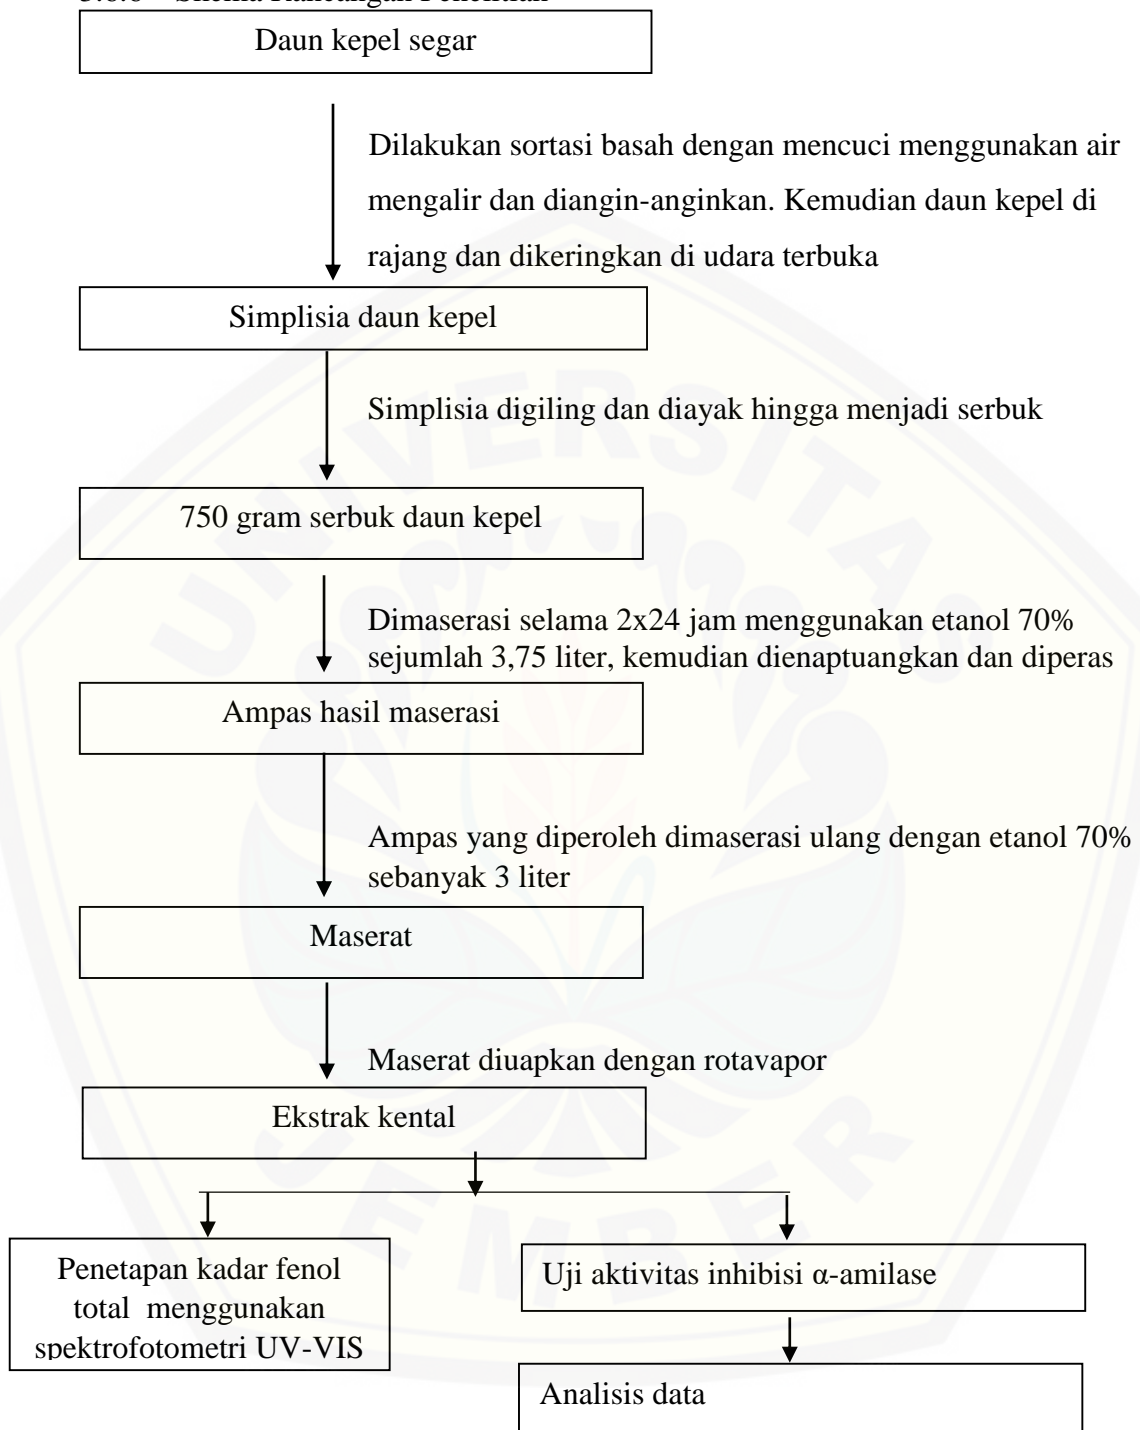 Daun kepel segar
Dilakukan sortasi basah dengan mencuci menggunakan air
mengalir dan diangin-anginkan. Kemudian daun kepel di
rajang dan dikeringkan di udara terbuka
Simplisia daun kepel
Simplisia digiling dan diayak hingga menjadi serbuk
750 gram serbuk daun kepel
Dimaserasi selama 2x24 jam menggunakan etanol 70%
sejumlah 3,75 liter, kemudian dienaptuangkan dan diperas
Ampas hasil maserasi
Ampas yang diperoleh dimaserasi ulang dengan etanol 70%
sebanyak 3 liter
Maserat
Maserat diuapkan dengan rotavapor
Ekstrak kental
Penetapan kadar fenol
total menggunakan
spektrofotometri UV-VIS
Uji aktivitas inhibisi α-amilase
Analisis data
UNIVERSITAS
JEMBER